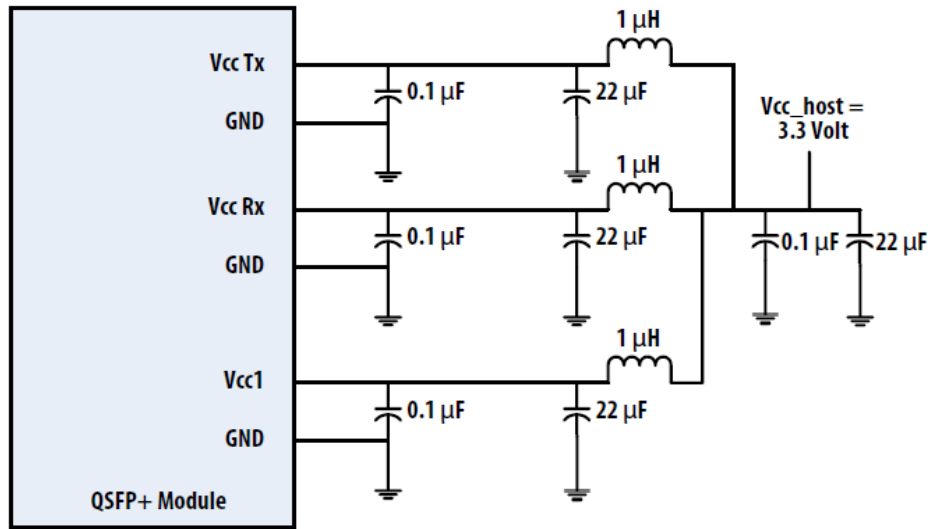 1 µH
Vcc Tx
0.1 µF
22 µF
GND
Vcc_host =
3.3 Volt
1 µH
Vcc Rx
0.1 µF
22 µF
0.1 µF
22 µF
GND
1 µH
Vcc1
0.1 µF
22 µF
GND
QSFP+ Module